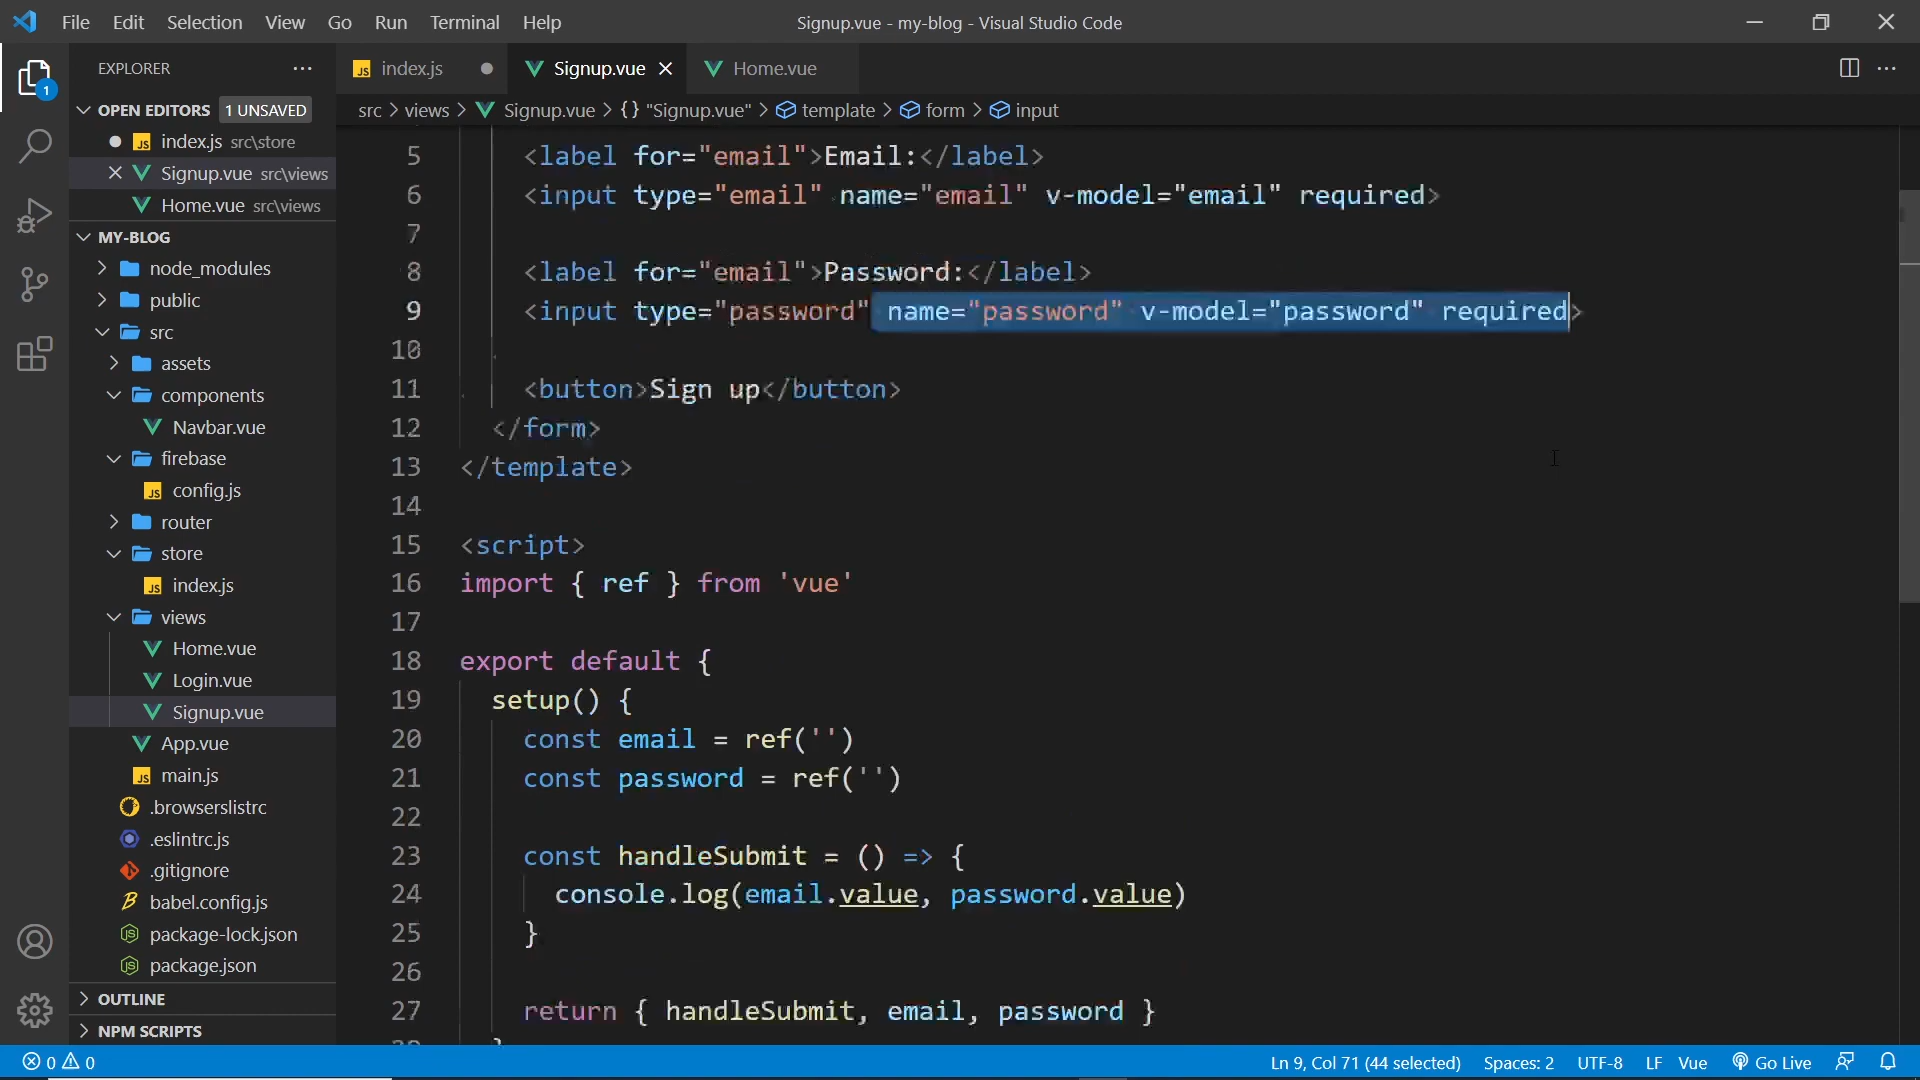 File Edit Selection View Go Run Terminal Help
Signup.vue - my-blog - Visual Studio Code
EXPLORER
index.js
Signup.vue
Home.vue
1
OPEN EDITORS 1 UNSAVED
index.js src\store
Signup.vue src\views
Home.vue src\views
MY-BLOG
node_modules
public
src
assets
components
Navbar.vue
firebase
config.js
router
store
index.js
views
Home.vue
Login.vue
Signup.vue
App.vue
main.js
.browserslistrc
.eslintrc.js
.gitignore
babel.config.js
package-lock.json
package.json
OUTLINE
NPM SCRIPTS
src > views > Signup.vue > {} "Signup.vue" > template > form > input
5 <label for="email">Email:</label>
6 <input type="email" name="email" v-model="email" required>
7
8 <label for="email">Password:</label>
9 <input type="password" name="password" v-model="password" required>
10
11 <button>Sign up</button>
12 </form>
13 </template>
14
15 <script>
16 import { ref } from 'vue'
17
18 export default {
19 setup() {
20 const email = ref('')
21 const password = ref('')
22
23 const handleSubmit = () => {
24 console.log(email.value, password.value)
25 }
26
27 return { handleSubmit, email, password }
0 0
Ln 9, Col 71 (44 selected) Spaces: 2 UTF-8 LF Vue Go Live